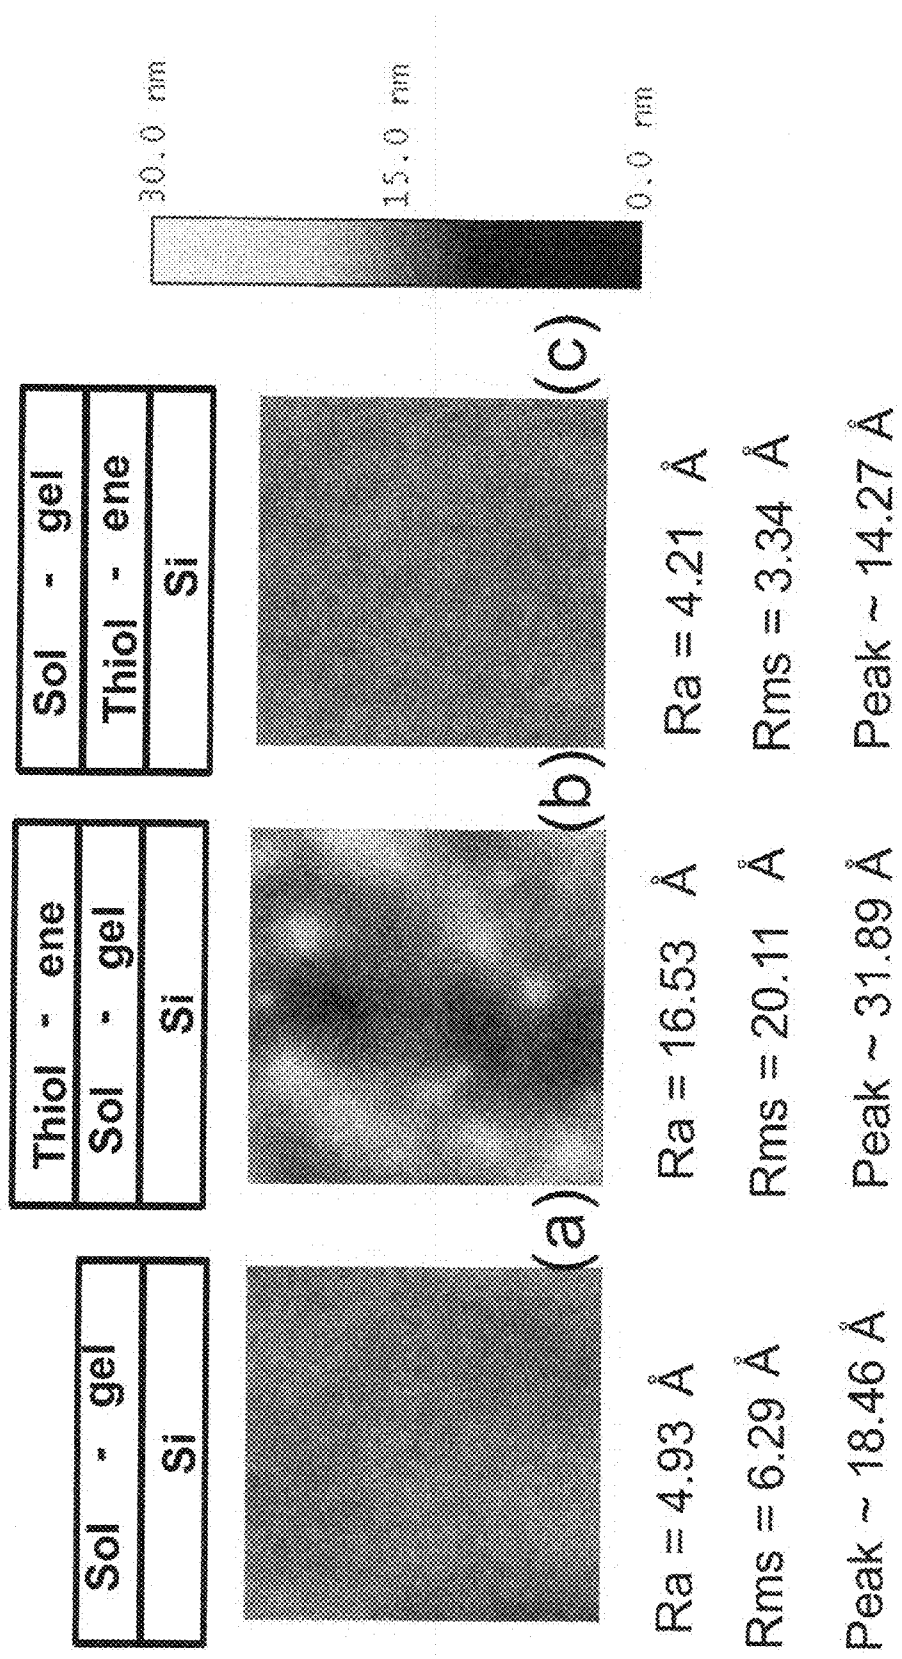 Sol - gel
Si
(a)
Ra = 4.93 Å
Rms = 6.29 Å
Peak ~ 18.46 Å
Thiol - ene
Sol - gel
Si
(b)
Ra = 16.53 Å
Rms = 20.11 Å
Peak ~ 31.89 Å
Sol - gel
Thiol - ene
Si
(c)
Ra = 4.21 Å
Rms = 3.34 Å
Peak ~ 14.27 Å
30.0 nm
15.0 nm
0.0 nm